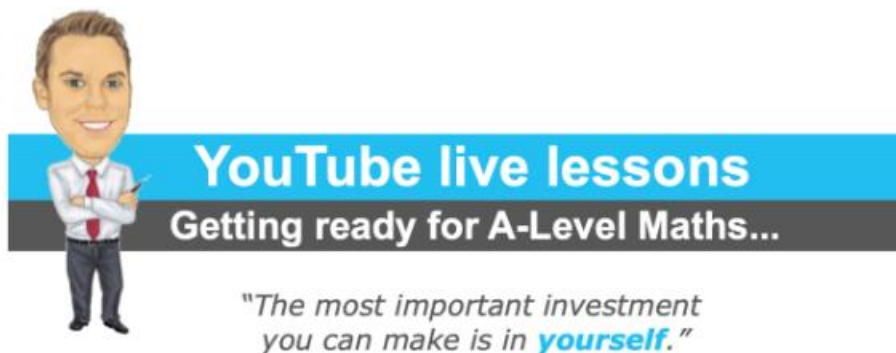 YouTube live lessons
Getting ready for A-Level Maths...
"The most important investment
you can make is in yourself."